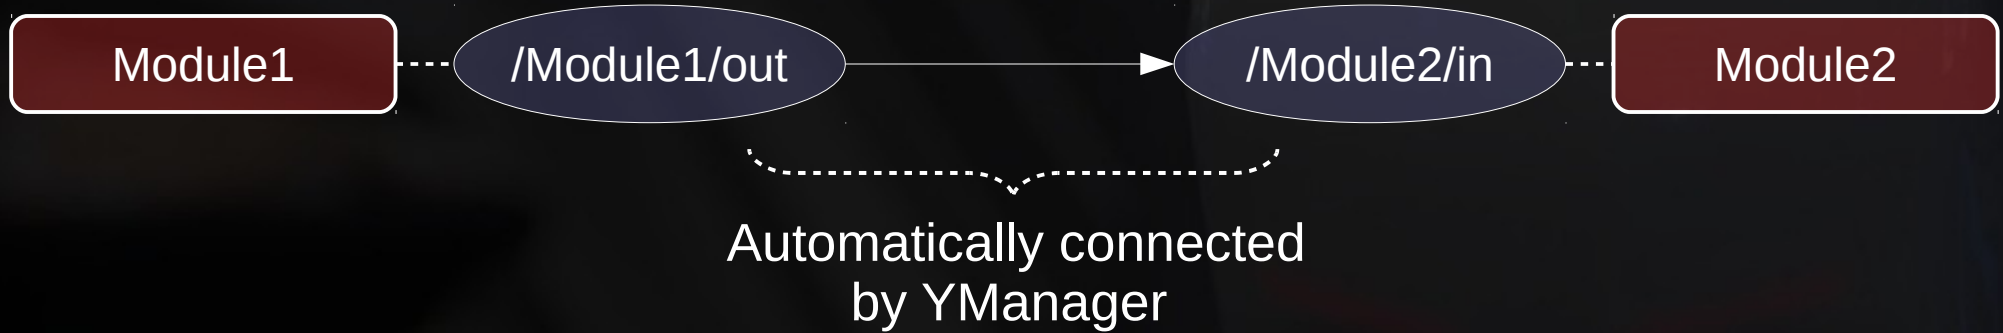 Module1
/Module1/out
/Module2/in
Module2
Automatically connected
by YManager